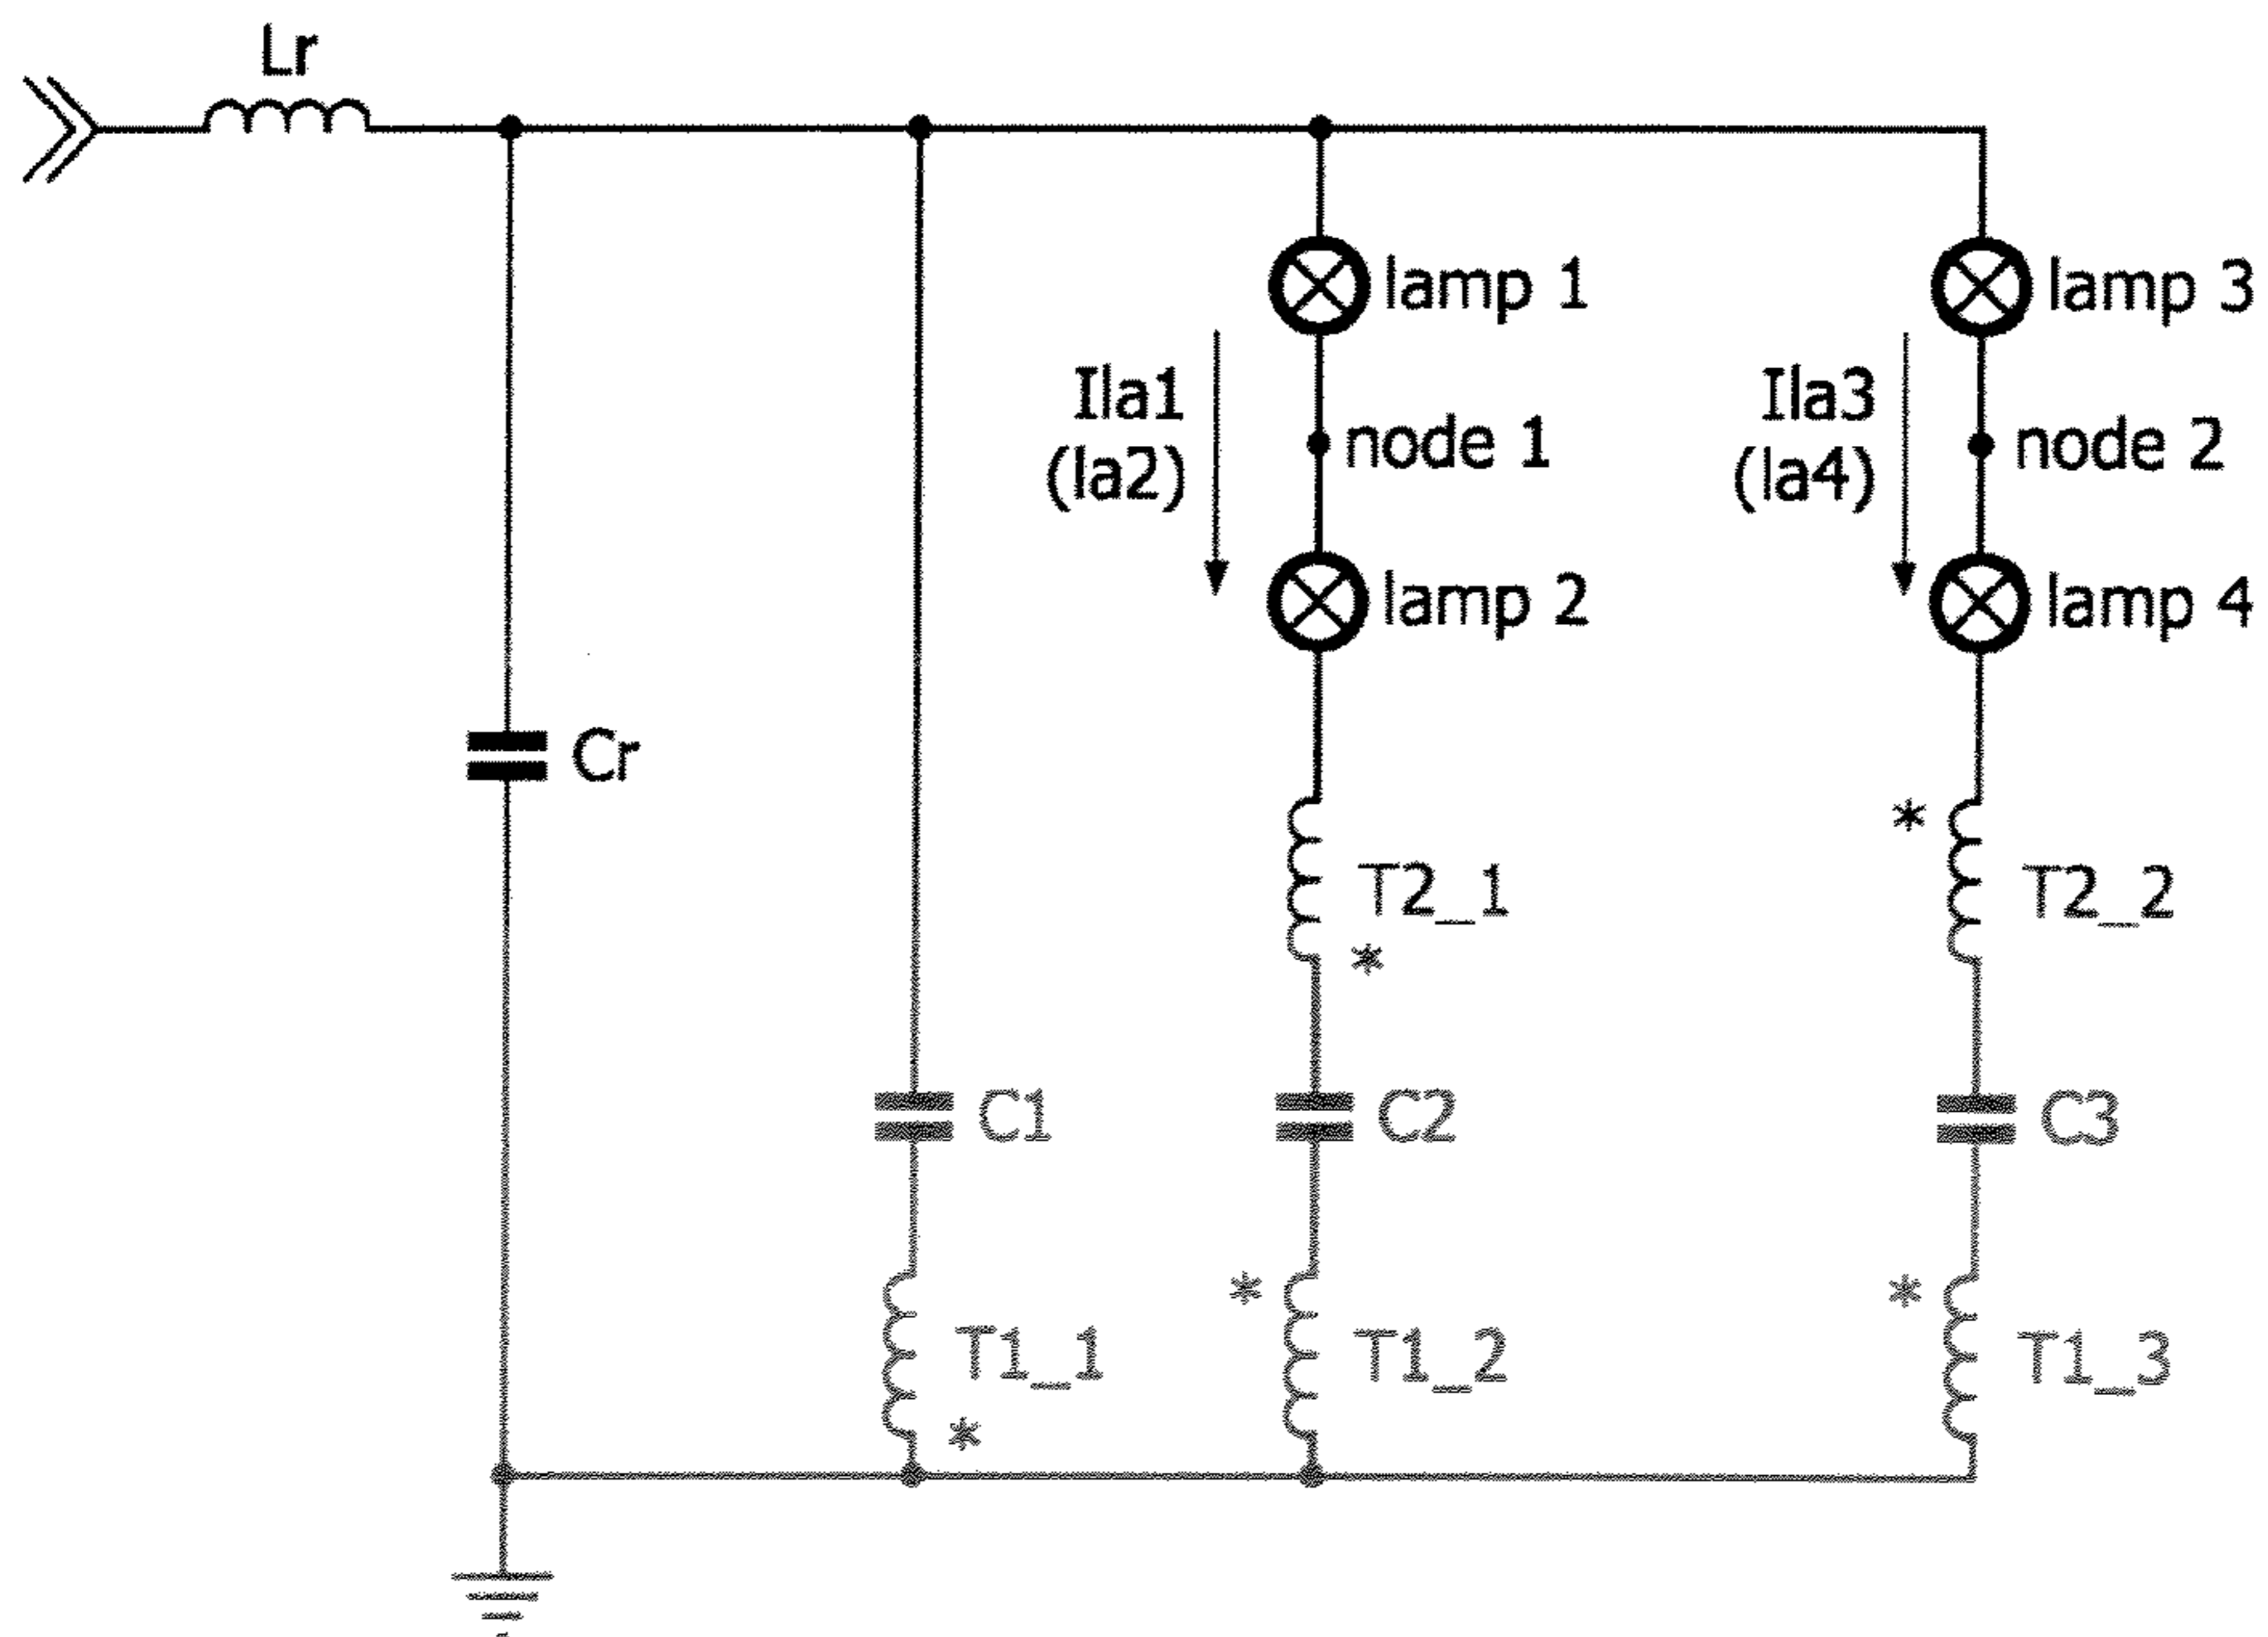 Lr
lamp 1
lamp 3
Ila1
(la2)
node 1
Ila3
(la4)
node 2
lamp 2
lamp 4
Cr
*
T2_1
*
T2_2
C1
C2
C3
*
*
T1_1
*
T1_2
T1_3